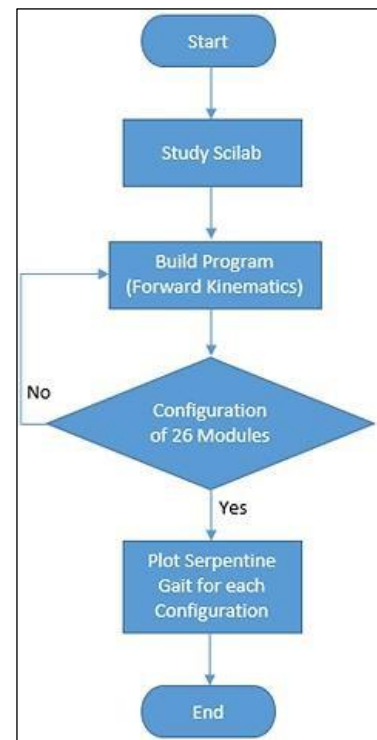 Start
Study Scilab
Build Program
(Forward Kinematics)
No
Configuration
of 26 Modules
Yes
Plot Serpentine
Gait for each
Configuration
End